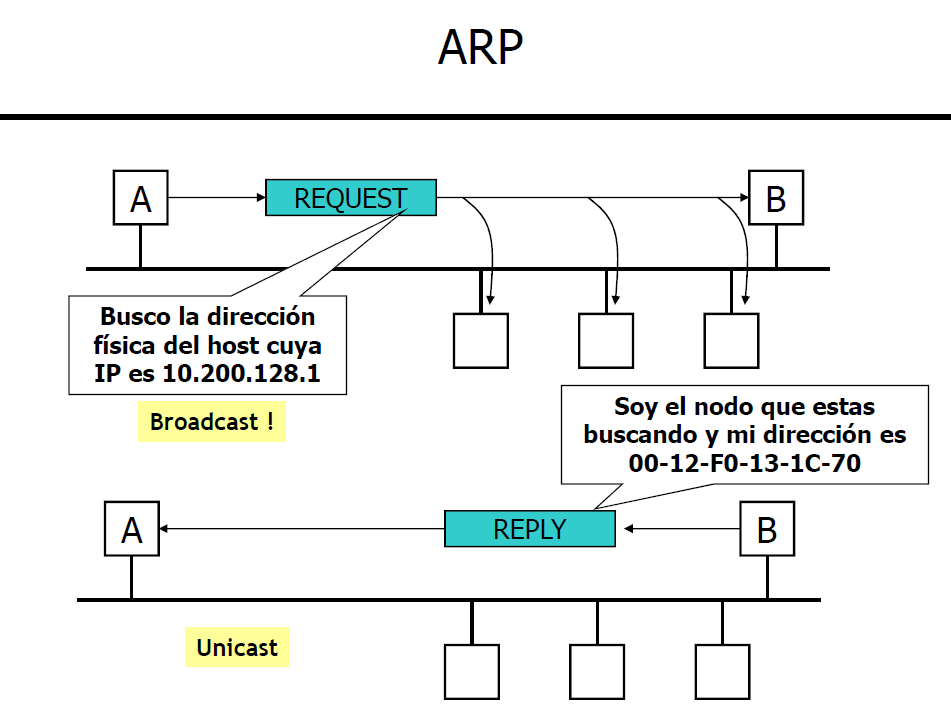 ARP
A
REQUEST
B
Busco la dirección
física del host cuya
IP es 10.200.128.1
Broadcast !
Soy el nodo que estas
buscando y mi dirección es
00-12-F0-13-1C-70
A
REPLY
B
Unicast